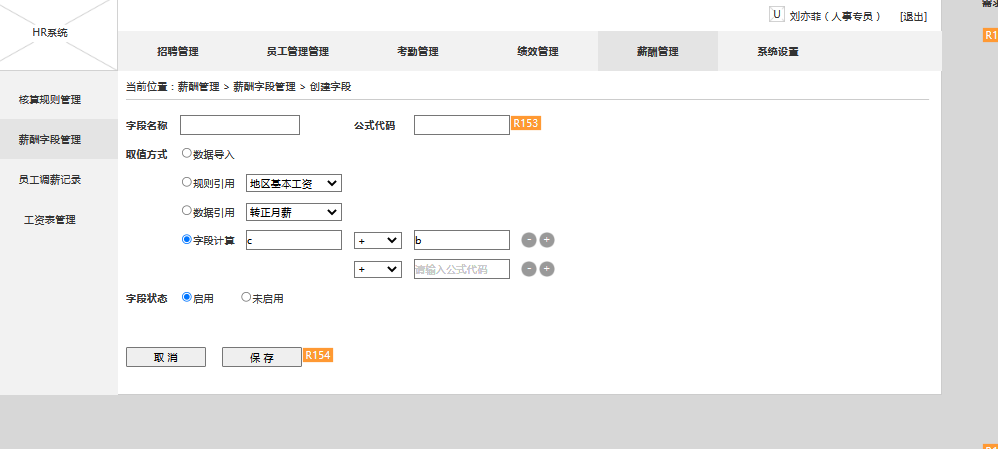 HR系统
U 刘亦菲（人事专员） [退出]
招聘管理 员工管理管理 考勤管理 绩效管理 薪酬管理 系统设置
核算规则管理
薪酬字段管理
员工调薪记录
工资表管理
当前位置：薪酬管理 > 薪酬字段管理 > 创建字段
字段名称 公式代码 R153
取值方式 数据导入
规则引用 地区基本工资
数据引用 转正月薪
字段计算 c + b - +
+ 请输入公式代码 - +
字段状态 启用 未启用
取 消 保 存 R154